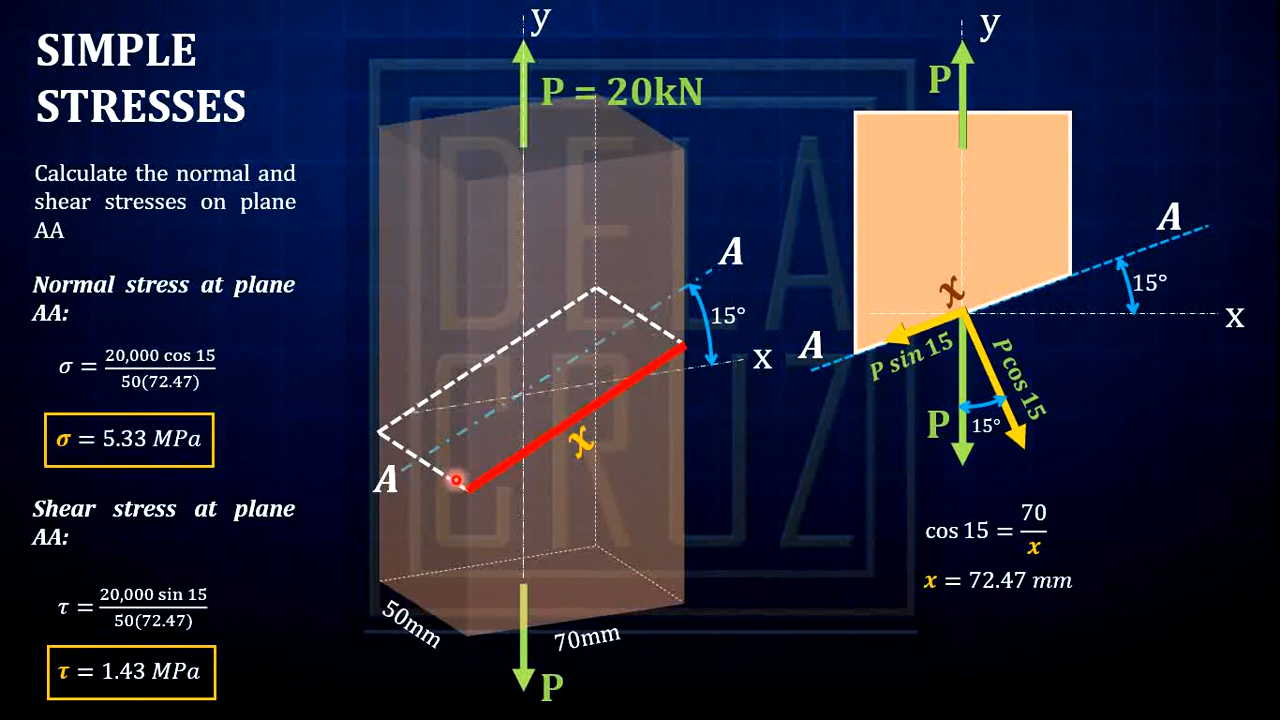 SIMPLE
STRESSES
Calculate the normal and
shear stresses on plane
AA
Normal stress at plane
AA:
σ = 20,000 cos 15 / 50(72.47)
σ = 5.33 MPa
Shear stress at plane
AA:
τ = 20,000 sin 15 / 50(72.47)
τ = 1.43 MPa
y
P = 20kN
A
15°
x
x
A
50mm
70mm
P
DELA
CRUZ
y
P
A
15°
x
x
A
P sin 15
P cos 15
P
15°
cos 15 = 70 / x
x = 72.47 mm